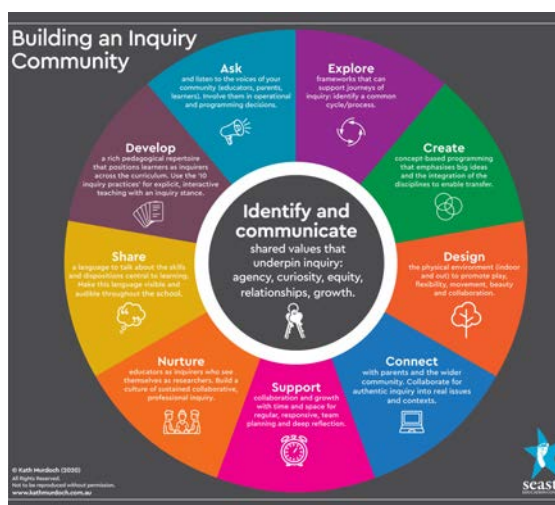 Building an Inquiry
Community
Ask
and listen to the voices of your
community (educators, parents,
learners). Involve them in operational
and programming decisions.
Explore
frameworks that can
support journeys of
inquiry: identify a common
cycle/process.
Create
concept-based programming
that emphasises big ideas
and the integration of the
disciplines to enable transfer.
Design
the physical environment (indoor
and out) to promote play,
flexibility, movement, beauty
and collaboration.
Connect
with parents and the wider
community. Collaborate for
authentic inquiry into real issues
and contexts.
Support
collaboration and growth
with time and space for
regular, responsive, team
planning and deep reflection.
Nurture
educators as inquirers who see
themselves as researchers. Build a
culture of sustained collaborative,
professional inquiry.
Share
a language to talk about the skills
and dispositions central to learning.
Make this language visible and
audible throughout the school.
Develop
a rich pedagogical repertoire
that positions learners as inquirers
across the curriculum. Use the '10
inquiry practices' for explicit, interactive
teaching with an inquiry stance.
Identify and
communicate
shared values that
underpin inquiry:
agency, curiosity, equity,
relationships, growth.
© Kath Murdoch (2020)
All Rights Reserved.
Not to be reproduced without permission.
www.kathmurdoch.com.au
seast